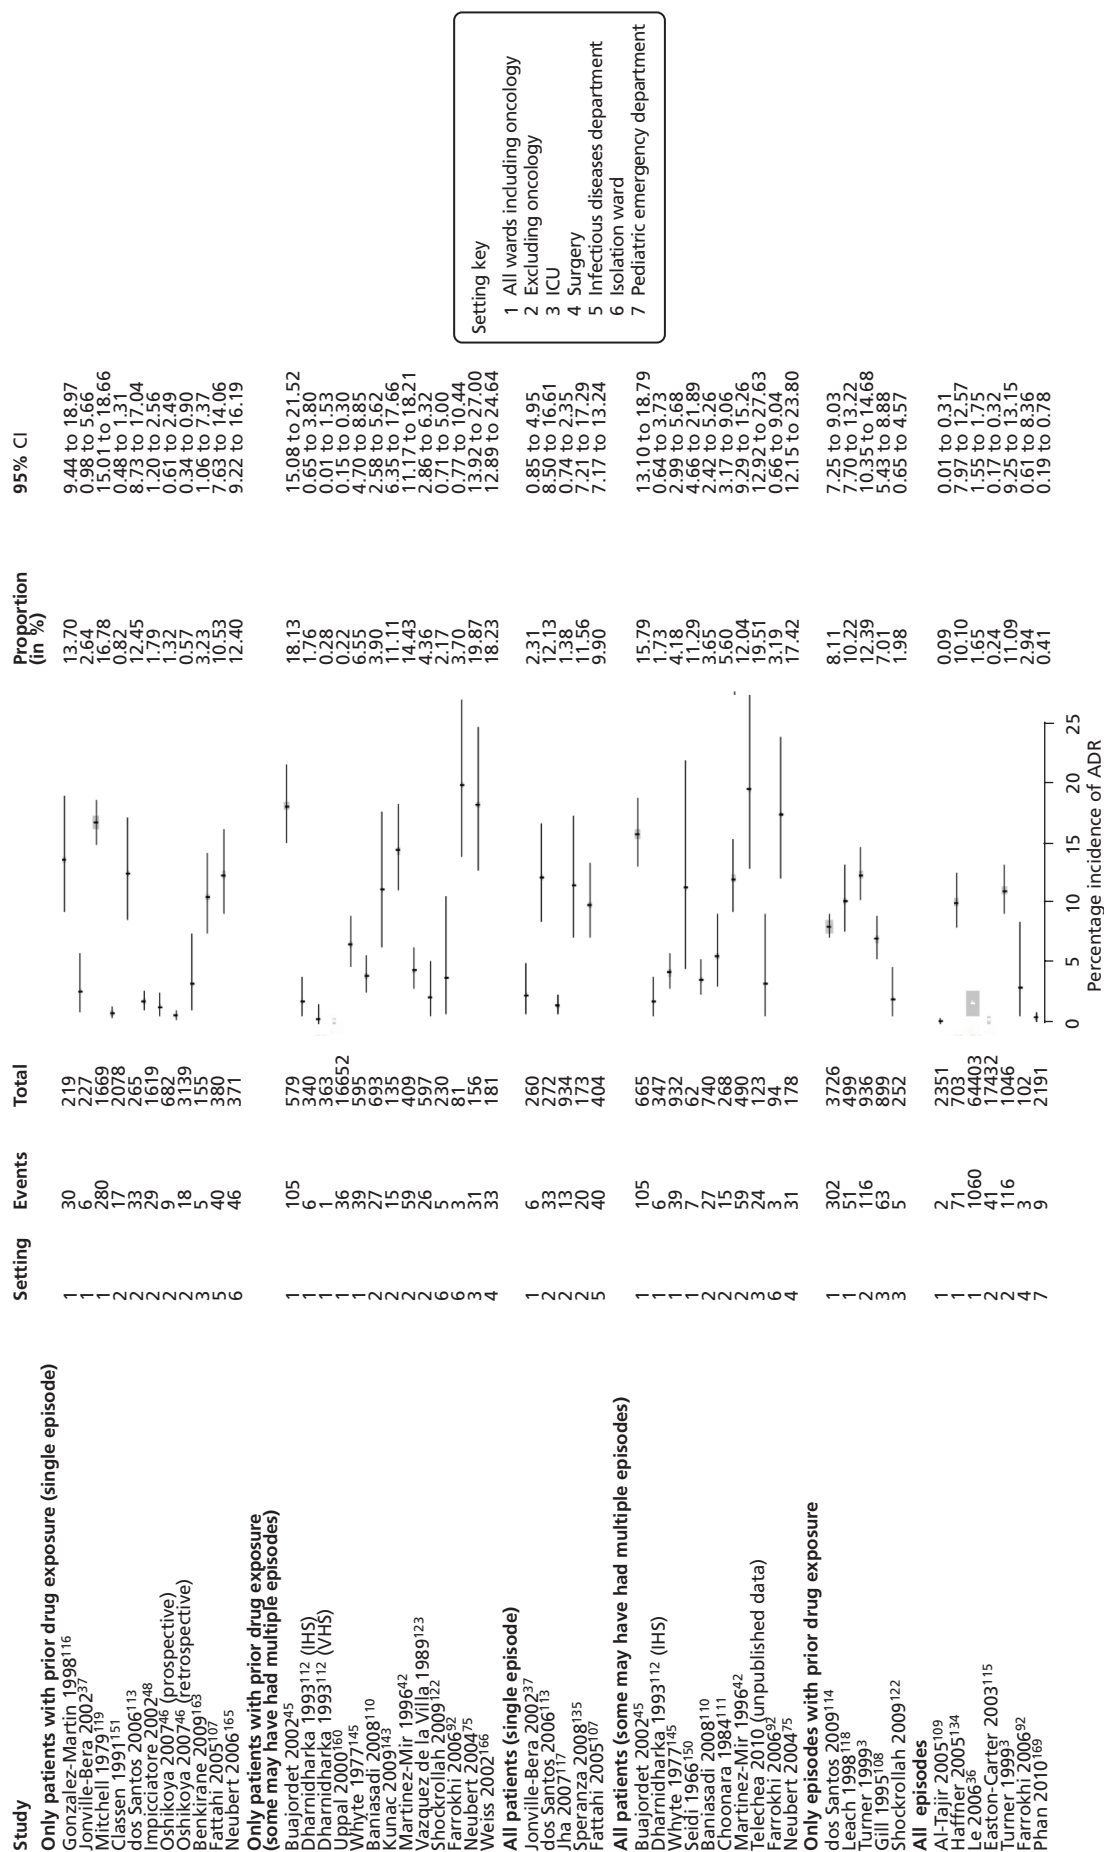 Study Setting Events Total Proportion (in %) 95% CI
Only patients with prior drug exposure (single episode)
Gonzalez-Martin 1998116 1 30 219 13.70 9.44 to 18.97
Jonville-Bera 200237 1 6 227 2.64 0.98 to 5.66
Mitchell 1979119 1 280 1669 16.78 15.01 to 18.66
Classen 1991151 2 17 2078 0.82 0.48 to 1.31
dos Santos 2006113 2 33 265 12.45 8.73 to 17.04
Impicciatore 200248 2 29 1619 1.79 1.20 to 2.56
Oshikoya 200746 (prospective) 2 9 682 1.32 0.61 to 2.49
Oshikoya 200746 (retrospective) 2 18 3139 0.57 0.34 to 0.90
Benkirane 2009163 3 5 155 3.23 1.06 to 7.37
Fattahi 2005107 5 40 380 10.53 7.63 to 14.06
Neubert 2006165 6 46 371 12.40 9.22 to 16.19
Only patients with prior drug exposure
(some may have had multiple episodes)
Buajordet 200245 1 105 579 18.13 15.08 to 21.52
Dharnidharka 1993112 (IHS) 1 6 340 1.76 0.65 to 3.80
Dharnidharka 1993112 (VHS) 1 1 363 0.28 0.01 to 1.53
Uppal 2000160 1 36 16652 0.22 0.15 to 0.30
Whyte 1977145 1 39 595 6.55 4.70 to 8.85
Baniasadi 2008110 2 27 693 3.90 2.58 to 5.62
Kunac 2009143 2 15 135 11.11 6.35 to 17.66
Martinez-Mir 199642 2 59 409 14.43 11.17 to 18.21
Vazquez de la Villa 1989123 2 26 597 4.36 2.86 to 6.32
Shockrollah 2009122 6 5 230 2.17 0.71 to 5.00
Farrokhi 200692 6 3 81 3.70 0.77 to 10.44
Neubert 200475 3 31 156 19.87 13.92 to 27.00
Weiss 2002166 4 33 181 18.23 12.89 to 24.64
All patients (single episode)
Jonville-Bera 200237 1 6 260 2.31 0.85 to 4.95
dos Santos 2006113 2 33 272 12.13 8.50 to 16.61
Jha 2007117 2 13 934 1.38 0.74 to 2.35
Speranza 2008135 2 20 173 11.56 7.21 to 17.29
Fattahi 2005107 5 40 404 9.90 7.17 to 13.24
All patients (some may have had multiple episodes)
Buajordet 200245 1 105 665 15.79 13.10 to 18.79
Dharnidharka 1993112 (IHS) 1 6 347 1.73 0.64 to 3.73
Whyte 1977145 1 39 932 4.18 2.99 to 5.68
Seidi 1966150 1 7 62 11.29 4.66 to 21.89
Baniasadi 2008110 2 27 740 3.65 2.42 to 5.26
Choonara 1984111 2 15 268 5.60 3.17 to 9.06
Martinez-Mir 199642 2 59 490 12.04 9.29 to 15.26
Telechea 2010 (unpublished data) 3 24 123 19.51 12.92 to 27.63
Farrokhi 200692 6 3 94 3.19 0.66 to 9.04
Neubert 200475 4 31 178 17.42 12.15 to 23.80
Only episodes with prior drug exposure
dos Santos 2009114 1 302 3726 8.11 7.25 to 9.03
Leach 1998118 1 51 499 10.22 7.70 to 13.22
Turner 19993 2 116 936 12.39 10.35 to 14.68
Gill 1995108 3 63 899 7.01 5.43 to 8.88
Shockrollah 2009122 3 5 252 1.98 0.65 to 4.57
All episodes
Al-Tajir 2005109 1 2 2351 0.09 0.01 to 0.31
Haffner 2005134 1 71 703 10.10 7.97 to 12.57
Le 200636 1 1060 64403 1.65 1.55 to 1.75
Easton-Carter 2003115 2 41 17432 0.24 0.17 to 0.32
Turner 19993 2 116 1046 11.09 9.25 to 13.15
Farrokhi 200692 4 3 102 2.94 0.61 to 8.36
Phan 2010169 7 9 2191 0.41 0.19 to 0.78
0 5 10 15 20 25
Percentage incidence of ADR
Setting key
1 All wards including oncology
2 Excluding oncology
3 ICU
4 Surgery
5 Infectious diseases department
6 Isolation ward
7 Pediatric emergency department